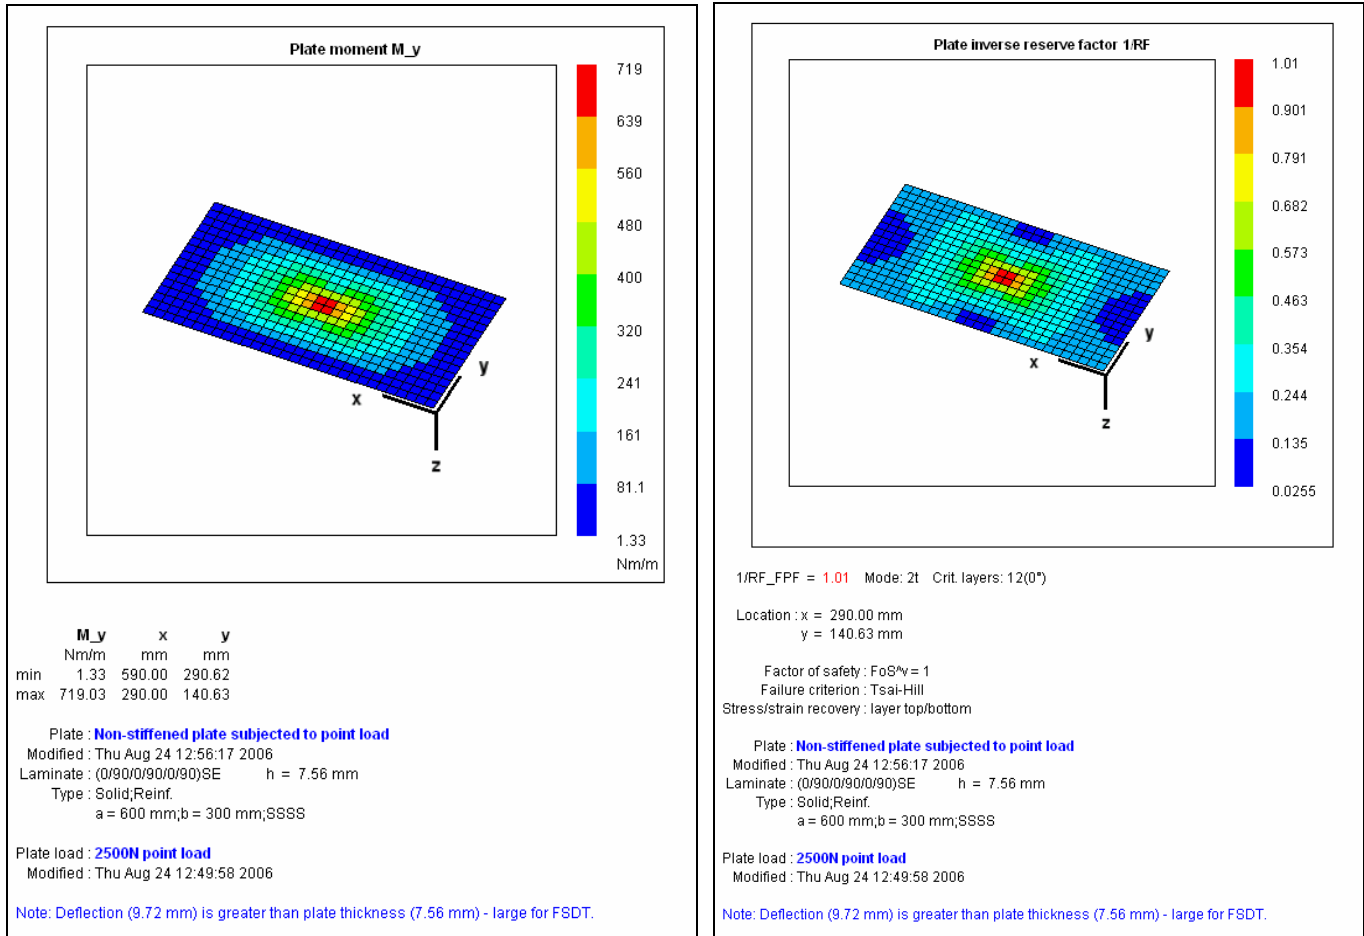 Plate moment M_y
719
639
560
480
400
320
241
161
81.1
1.33
Nm/m
x
y
z
M_y x y
Nm/m mm mm
min 1.33 590.00 290.62
max 719.03 290.00 140.63
Plate : Non-stiffened plate subjected to point load
Modified : Thu Aug 24 12:56:17 2006
Laminate : (0/90/0/90/0/90)SE h = 7.56 mm
Type : Solid;Reinf.
a = 600 mm;b = 300 mm;SSSS
Plate load : 2500N point load
Modified : Thu Aug 24 12:49:58 2006
Note: Deflection (9.72 mm) is greater than plate thickness (7.56 mm) - large for FSDT.
Plate inverse reserve factor 1/RF
1.01
0.901
0.791
0.682
0.573
0.463
0.354
0.244
0.135
0.0255
x
y
z
1/RF_FPF = 1.01 Mode: 2t Crit. layers: 12(0°)
Location : x = 290.00 mm
y = 140.63 mm
Factor of safety : FoS^v = 1
Failure criterion : Tsai-Hill
Stress/strain recovery : layer top/bottom
Plate : Non-stiffened plate subjected to point load
Modified : Thu Aug 24 12:56:17 2006
Laminate : (0/90/0/90/0/90)SE h = 7.56 mm
Type : Solid;Reinf.
a = 600 mm;b = 300 mm;SSSS
Plate load : 2500N point load
Modified : Thu Aug 24 12:49:58 2006
Note: Deflection (9.72 mm) is greater than plate thickness (7.56 mm) - large for FSDT.